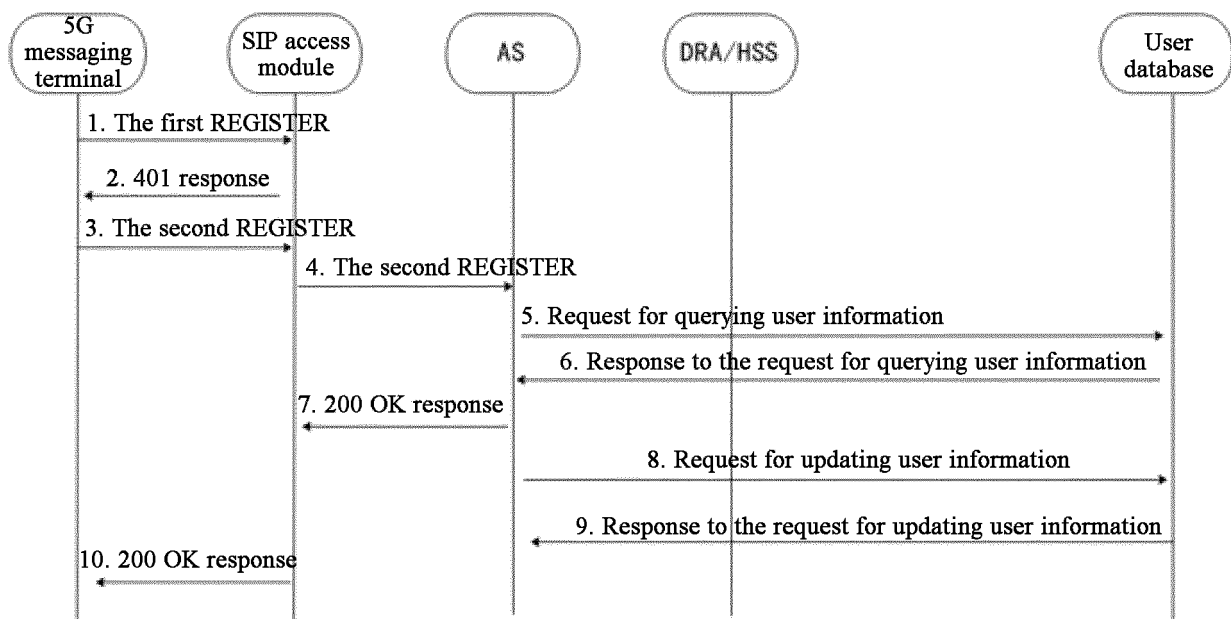 5G
messaging
terminal
SIP access
module
AS
DRA/HSS
User
database
1. The first REGISTER
2. 401 response
3. The second REGISTER
4. The second REGISTER
5. Request for querying user information
6. Response to the request for querying user information
7. 200 OK response
8. Request for updating user information
9. Response to the request for updating user information
10. 200 OK response